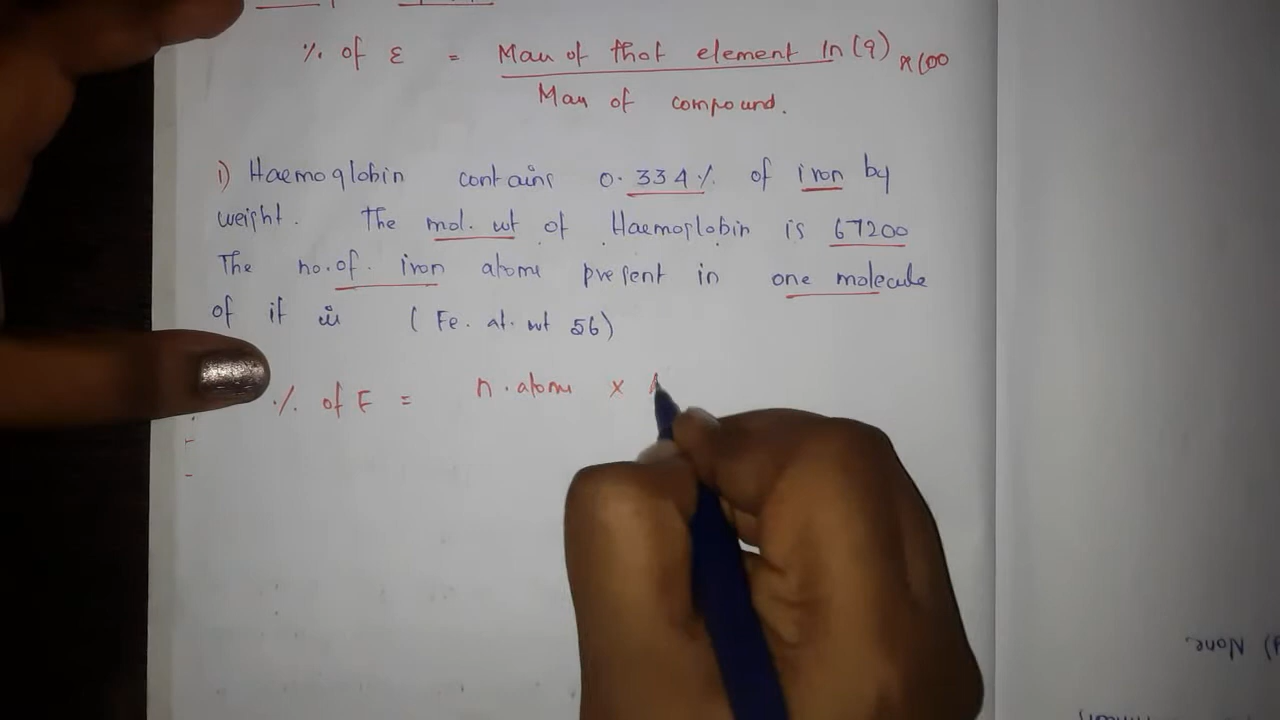 % of ε = Mass of that element in (g) × 100
Mass of compound.
1) Haemoglobin contains 0.334% of iron by
weight. The mol. wt of Haemoglobin is 67200
The no. of. iron atoms present in one molecule
of it is (Fe. at. wt 56)
% of E = n. atoms ×
4) None